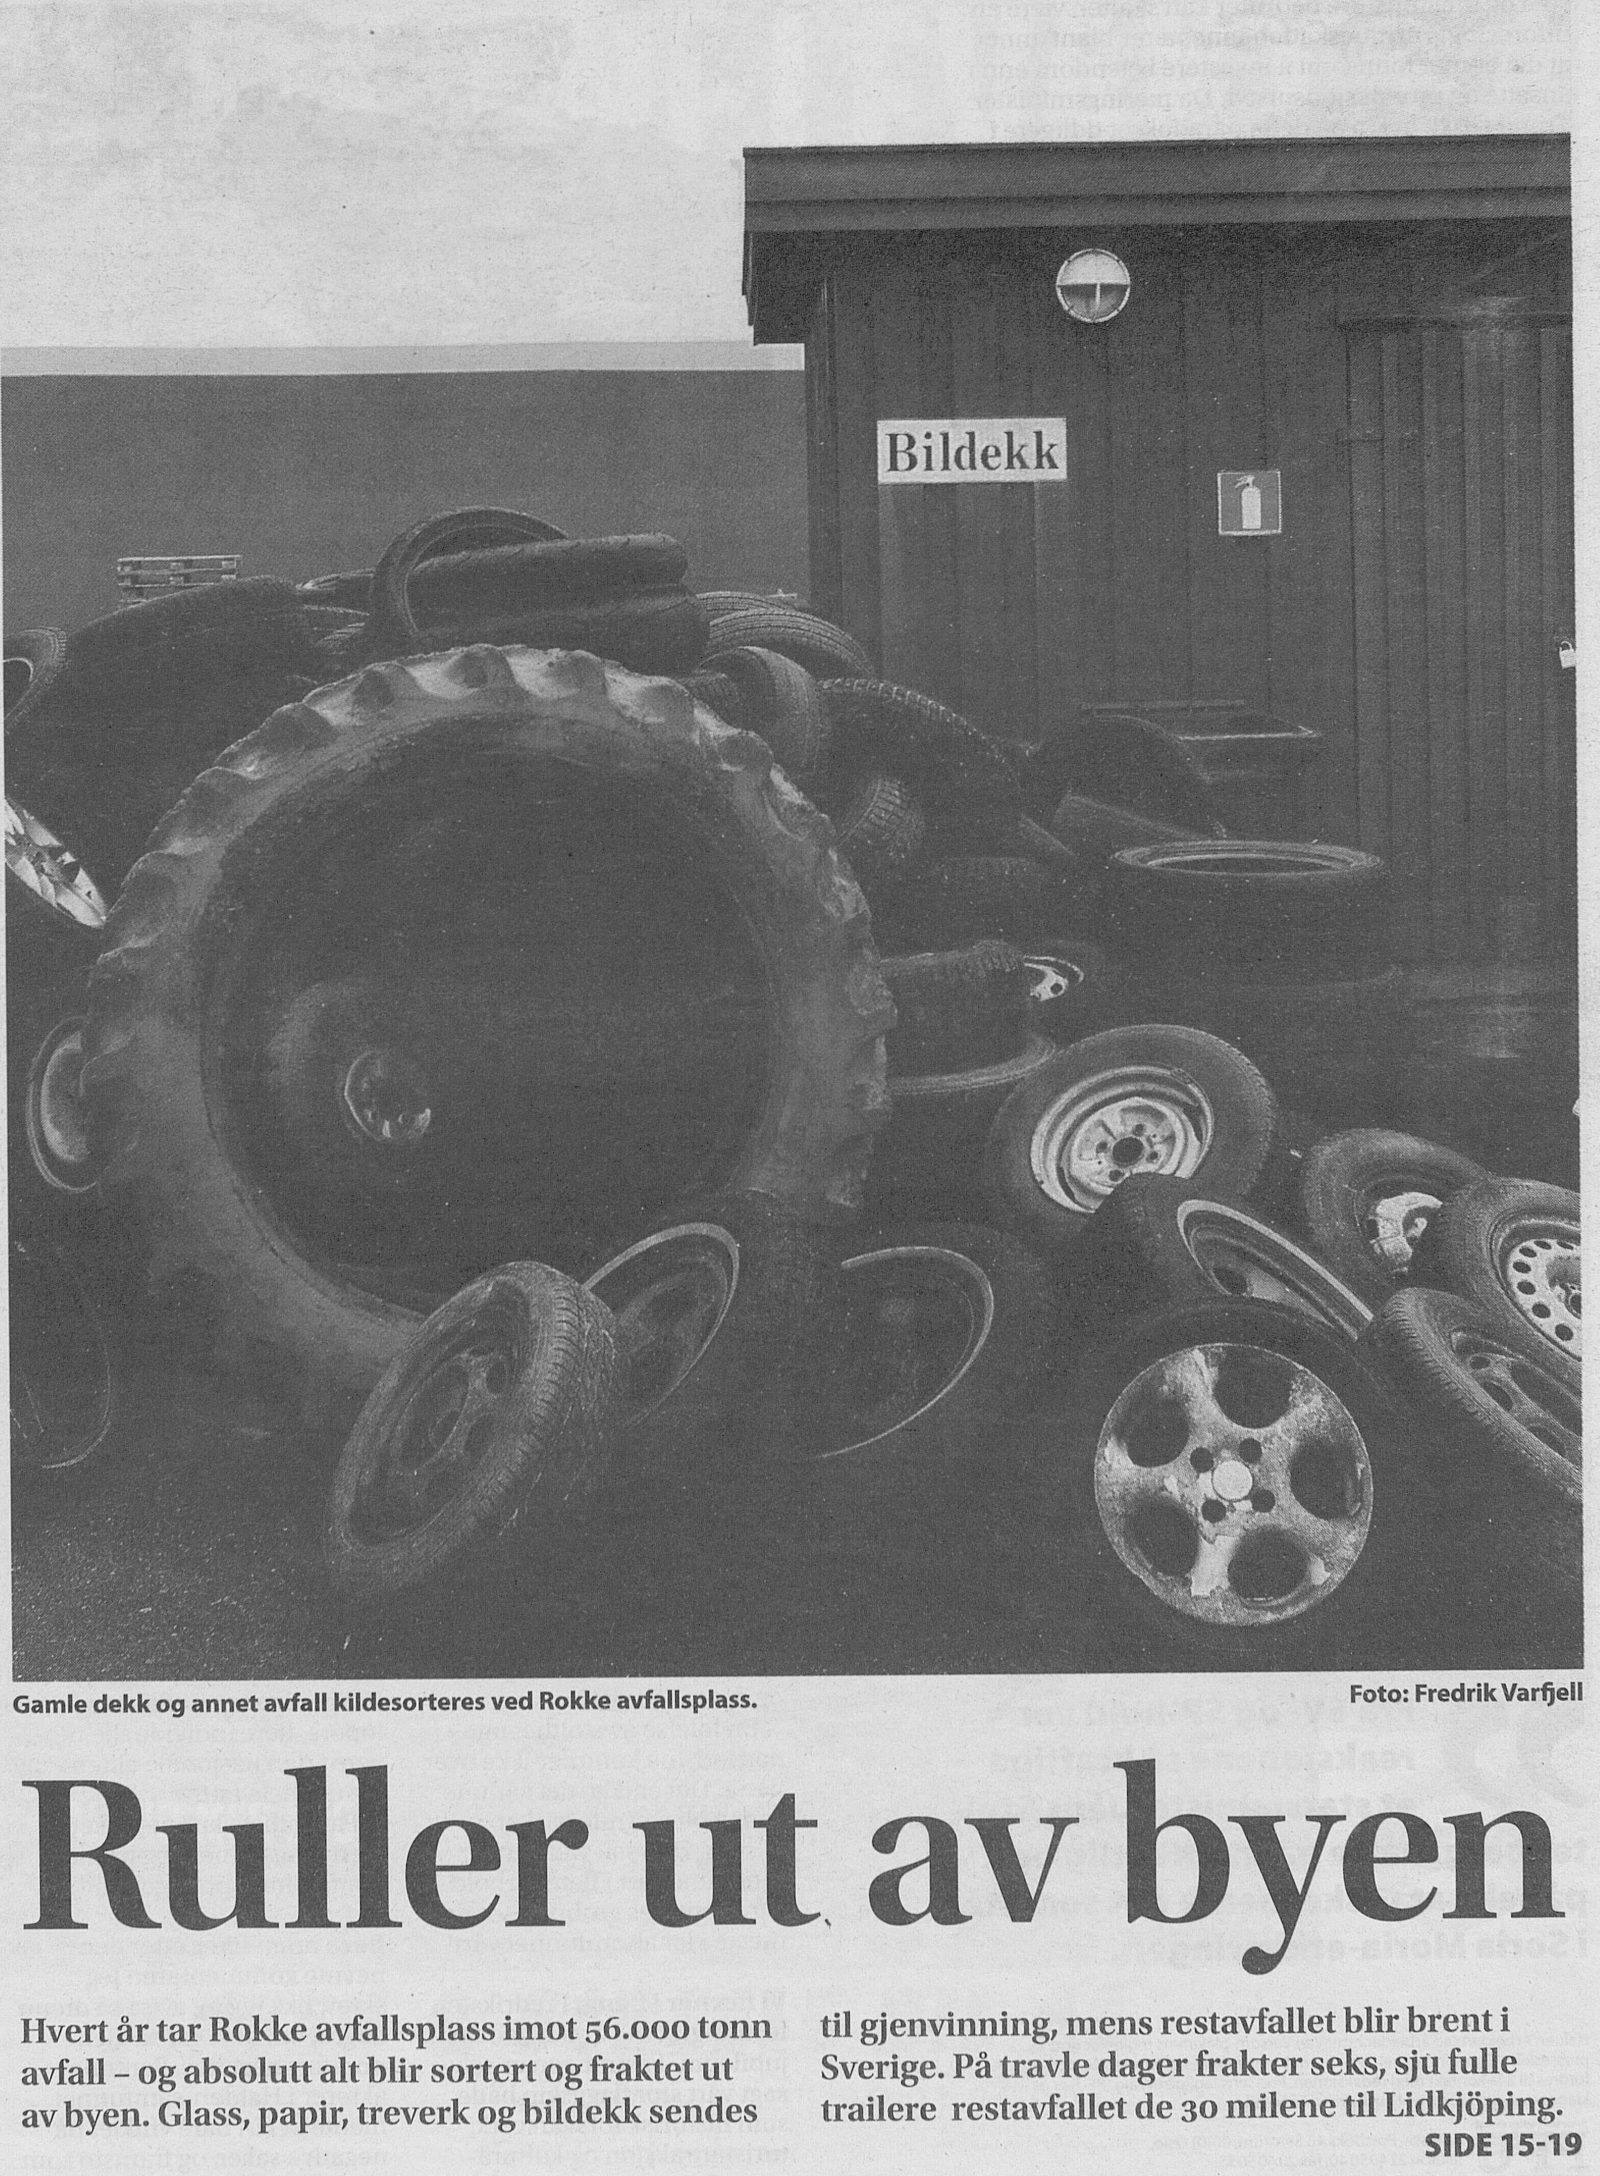 Bildekk
Gamle dekk og annet avfall kildesorteres ved Rokke avfallsplass.
Foto: Fredrik Varfjell
Ruller ut av byen
Hvert år tar Rokke avfallsplass imot 56.000 tonn
avfall – og absolutt alt blir sortert og fraktet ut
av byen. Glass, papir, treverk og bildekk sendes
til gjenvinning, mens restavfallet blir brent i
Sverige. På travle dager frakter seks, sju fulle
trailere restavfallet de 30 milene til Lidkjöping.
SIDE 15-19